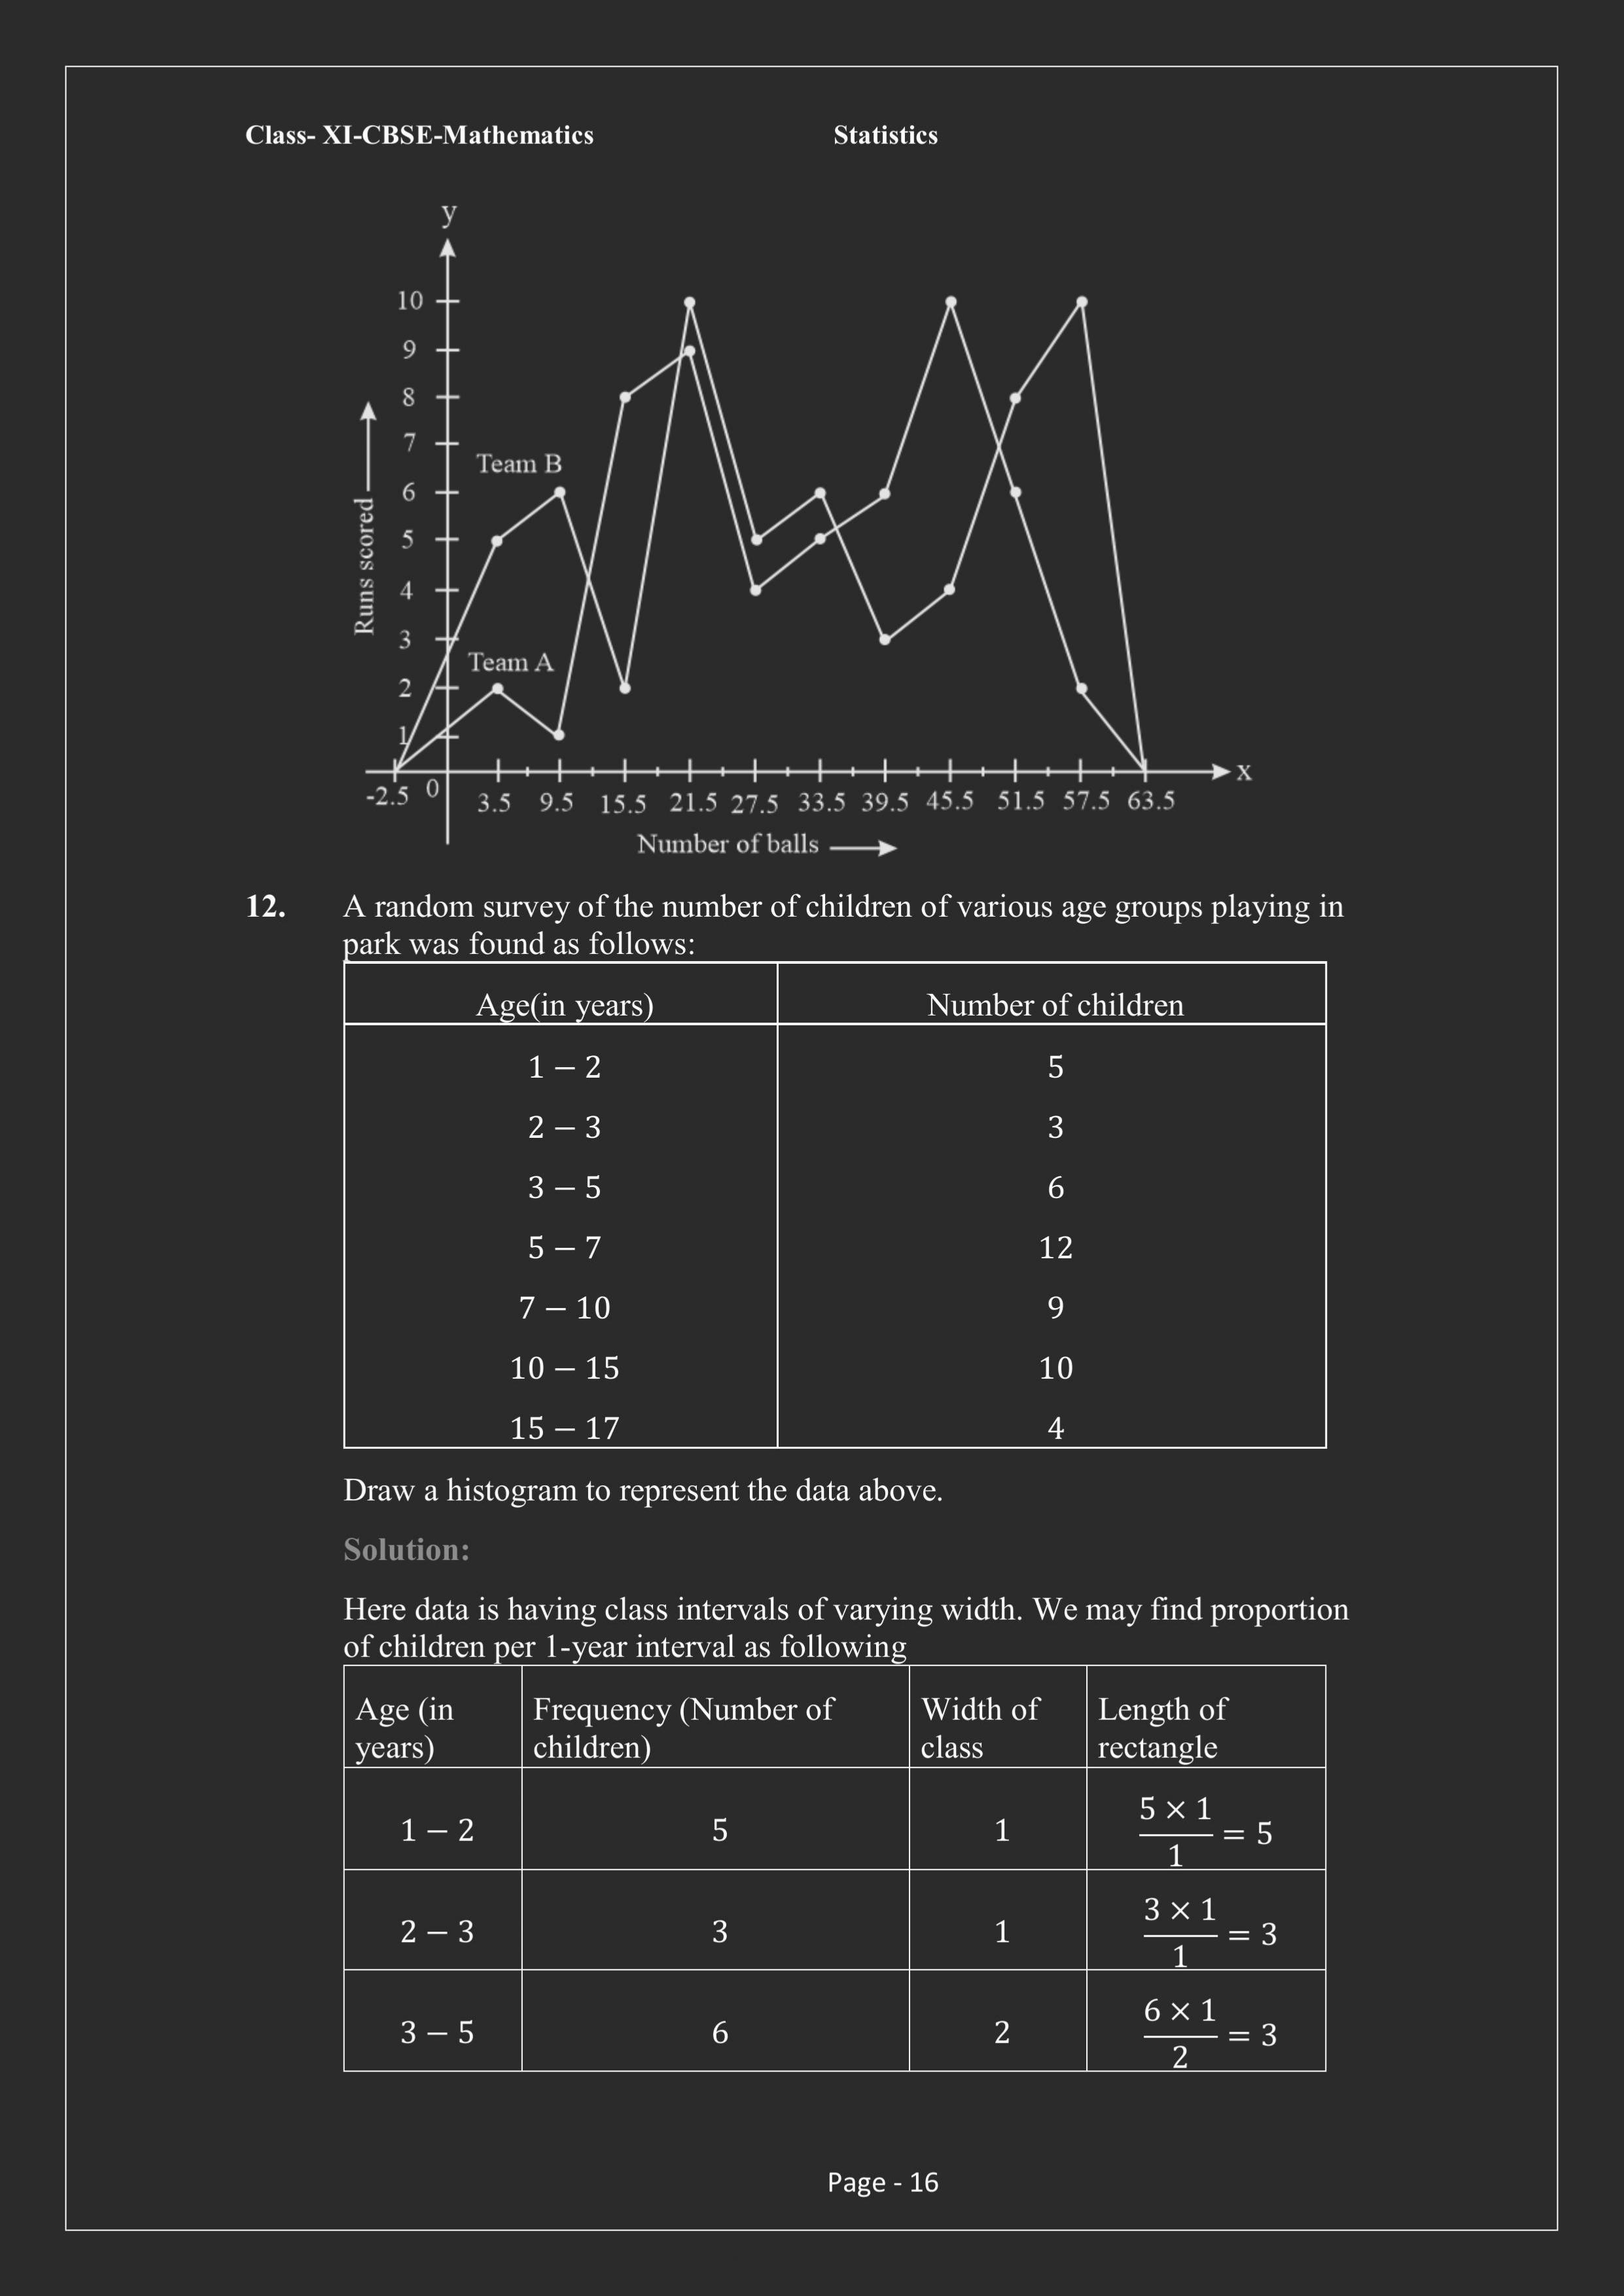 Class- XI-CBSE-Mathematics Statistics
y
10
9
8
7
Team B
6
5
4
3
Team A
2
1
Runs scored
-2.5 0 3.5 9.5 15.5 21.5 27.5 33.5 39.5 45.5 51.5 57.5 63.5 x
Number of balls
12. A random survey of the number of children of various age groups playing in
park was found as follows:
Age(in years) Number of children
1 − 2 5
2 − 3 3
3 − 5 6
5 − 7 12
7 − 10 9
10 − 15 10
15 − 17 4
Draw a histogram to represent the data above.
Solution:
Here data is having class intervals of varying width. We may find proportion
of children per 1-year interval as following
Age (in Frequency (Number of Width of Length of
years) children) class rectangle
1 − 2 5 1 5 × 1 / 1 = 5
2 − 3 3 1 3 × 1 / 1 = 3
3 − 5 6 2 6 × 1 / 2 = 3
Page - 16